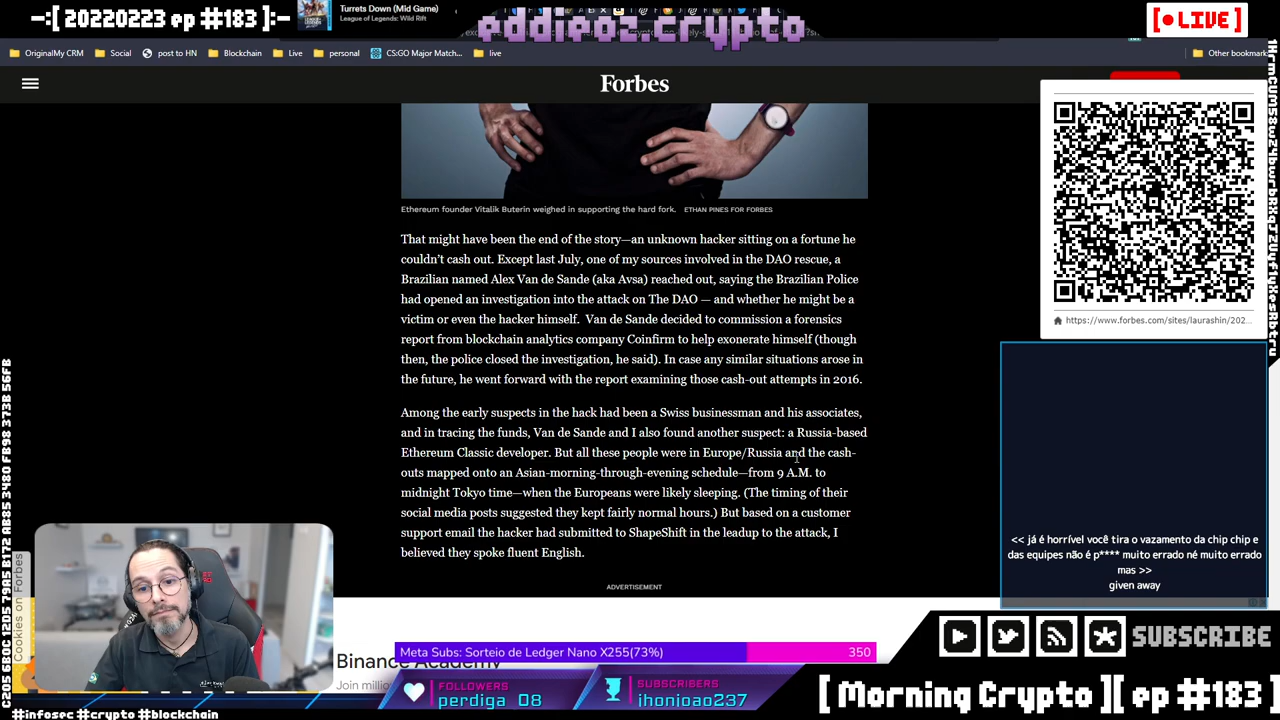 -:[ 20220223 ep #183 ]:-
Turrets Down (Mid Game)
League of Legends: Wild Rift
eddieoz.crypto
[•LIVE]
OriginalMy CRM
Social
post to HN
Blockchain
Live
personal
CS:GO Major Match...
live
Other bookmark
Forbes
Ethereum founder Vitalik Buterin weighed in supporting the hard fork. ETHAN PINES FOR FORBES
That might have been the end of the story—an unknown hacker sitting on a fortune he
couldn't cash out. Except last July, one of my sources involved in the DAO rescue, a
Brazilian named Alex Van de Sande (aka Avsa) reached out, saying the Brazilian Police
had opened an investigation into the attack on The DAO — and whether he might be a
victim or even the hacker himself. Van de Sande decided to commission a forensics
report from blockchain analytics company Coinfirm to help exonerate himself (though
then, the police closed the investigation, he said). In case any similar situations arose in
the future, he went forward with the report examining those cash-out attempts in 2016.
Among the early suspects in the hack had been a Swiss businessman and his associates,
and in tracing the funds, Van de Sande and I also found another suspect: a Russia-based
Ethereum Classic developer. But all these people were in Europe/Russia and the cash-
outs mapped onto an Asian-morning-through-evening schedule—from 9 A.M. to
midnight Tokyo time—when the Europeans were likely sleeping. (The timing of their
social media posts suggested they kept fairly normal hours.) But based on a customer
support email the hacker had submitted to ShapeShift in the leadup to the attack, I
believed they spoke fluent English.
ADVERTISEMENT
https://www.forbes.com/sites/laurashin/202...
<< já é horrível você tira o vazamento da chip chip e
das equipes não é p**** muito errado né muito errado
mas >>
given away
Cookies on Forbes
Binance Academy
Meta Subs: Sorteio de Ledger Nano X255(73%)
350
FOLLOWERS
perdiga_08
SUBSCRIBERS
ihonjoao237
SUBSCRIBE
[ Morning Crypto ][ ep #183 ]
#infosec #crypto #blockchain